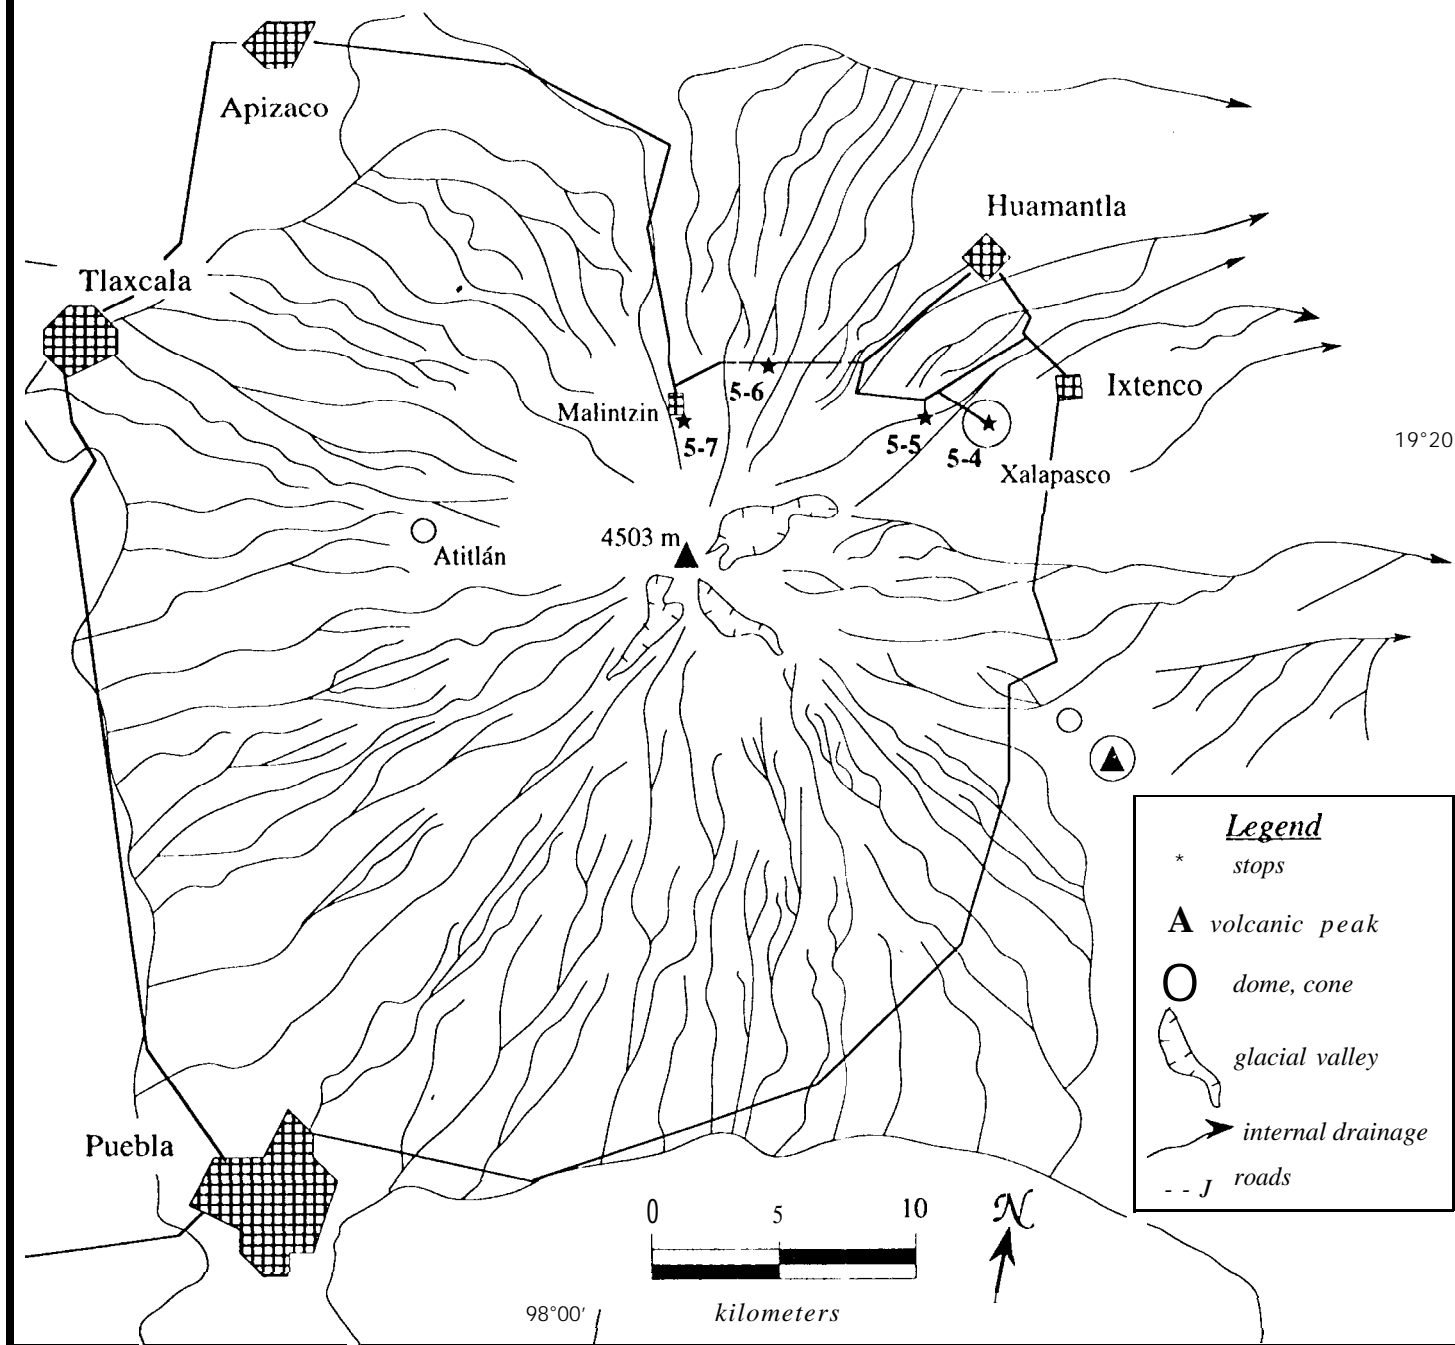 Apizaco
Huamantla
Tlaxcala
Ixtenco
5-6
Malintzin
5-7
5-5
5-4
19°20
Xalapasco
4503 m
Atitlán
Legend
* stops
A volcanic peak
O dome, cone
glacial valley
internal drainage
- - J roads
Puebla
0 5 10
N
98°00' kilometers